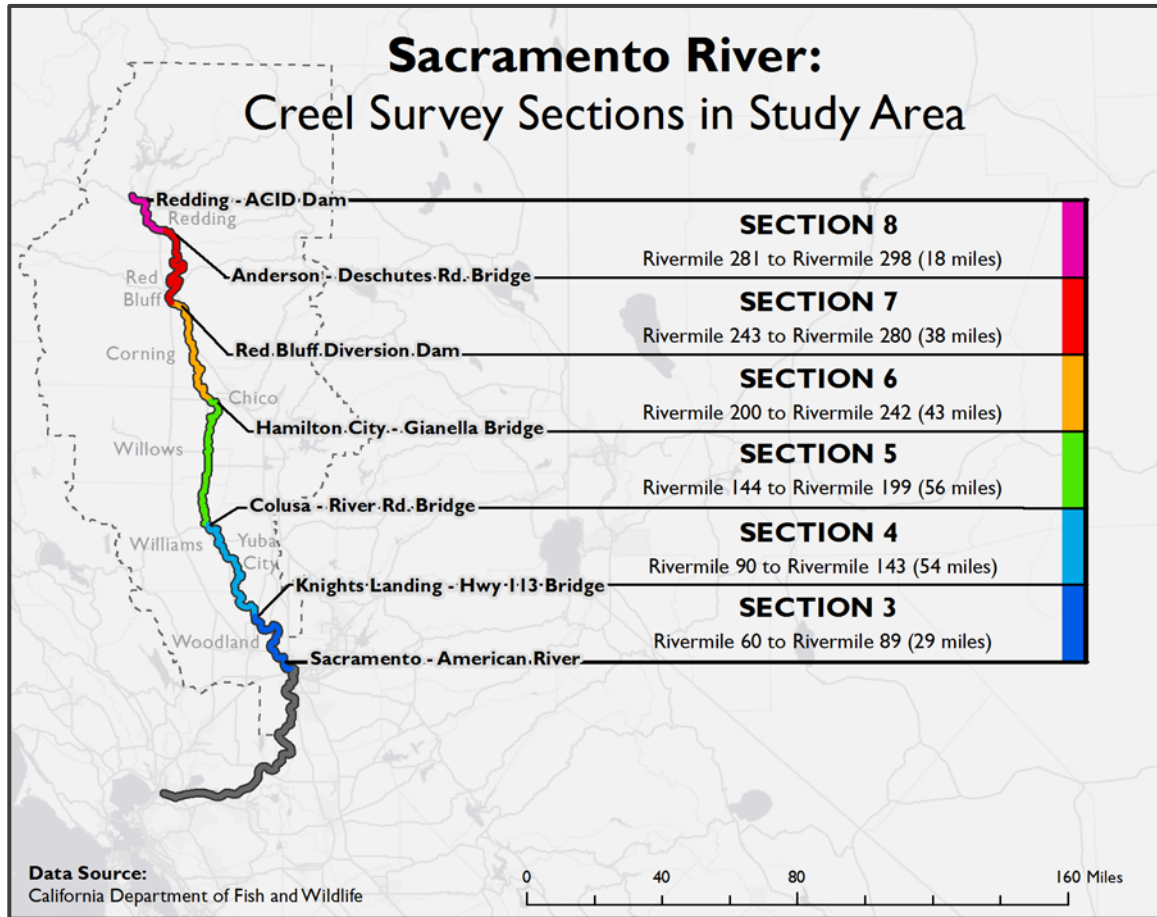 Sacramento River:
Creel Survey Sections in Study Area
Redding - ACID Dam
Redding
SECTION 8
Rivermile 281 to Rivermile 298 (18 miles)
Anderson - Deschutes Rd. Bridge
Red
Bluff
SECTION 7
Rivermile 243 to Rivermile 280 (38 miles)
Red Bluff Diversion Dam
Corning
SECTION 6
Rivermile 200 to Rivermile 242 (43 miles)
Chico
Hamilton City - Gianella Bridge
Willows
SECTION 5
Rivermile 144 to Rivermile 199 (56 miles)
Colusa - River Rd. Bridge
Williams
Yuba
City
SECTION 4
Rivermile 90 to Rivermile 143 (54 miles)
Knights Landing - Hwy 113 Bridge
Woodland
SECTION 3
Rivermile 60 to Rivermile 89 (29 miles)
Sacramento - American River
Data Source:
California Department of Fish and Wildlife
0 40 80 160 Miles